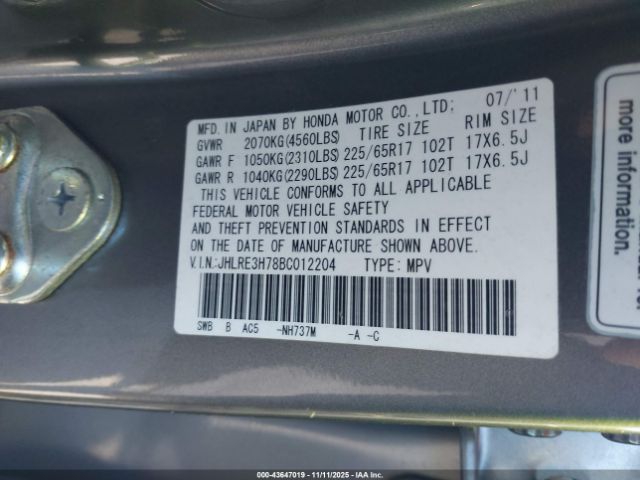 MFD. IN JAPAN BY HONDA MOTOR CO., LTD; 07/'11
GVWR 2070KG(4560LBS) TIRE SIZE RIM SIZE
GAWR F 1050KG(2310LBS) 225/65R17 102T 17X6.5J
GAWR R 1040KG(2290LBS) 225/65R17 102T 17X6.5J
THIS VEHICLE CONFORMS TO ALL APPLICABLE
FEDERAL MOTOR VEHICLE SAFETY
AND THEFT PREVENTION STANDARDS IN EFFECT
ON THE DATE OF MANUFACTURE SHOWN ABOVE.
V.I.N.:JHLRE3H78BC012204 TYPE: MPV
SWB B AC5 -NH737M -A -C
more information.
000-43647019 - 11/11/2025 - iaai.com